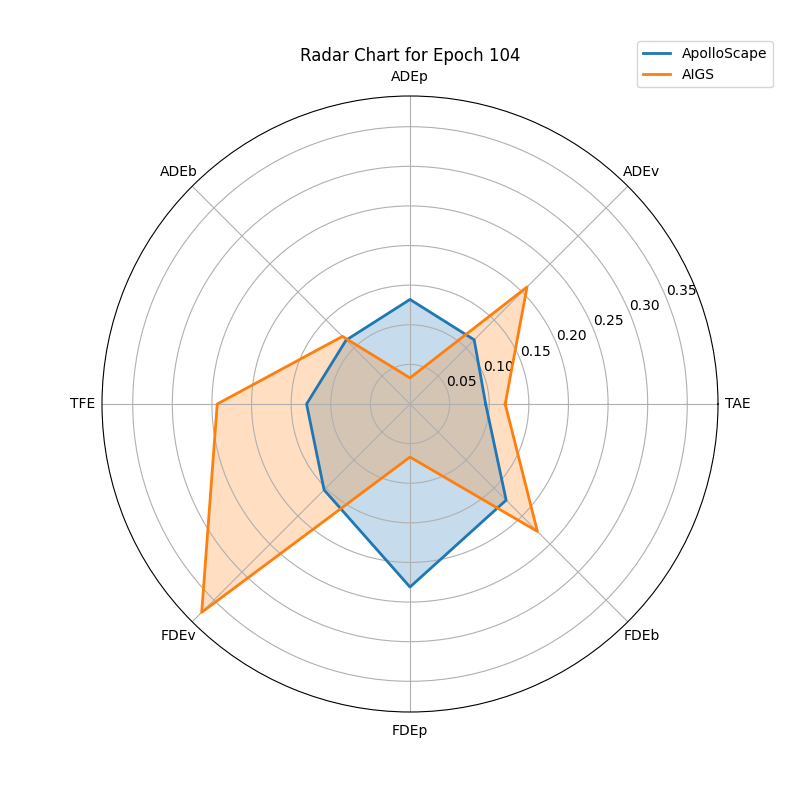 Radar Chart for Epoch 104
ApolloScape
AIGS
ADEp
ADEb
ADEv
0.35
0.30
0.25
0.20
0.15
0.10
0.05
TFE
TAE
FDEv
FDEb
FDEp